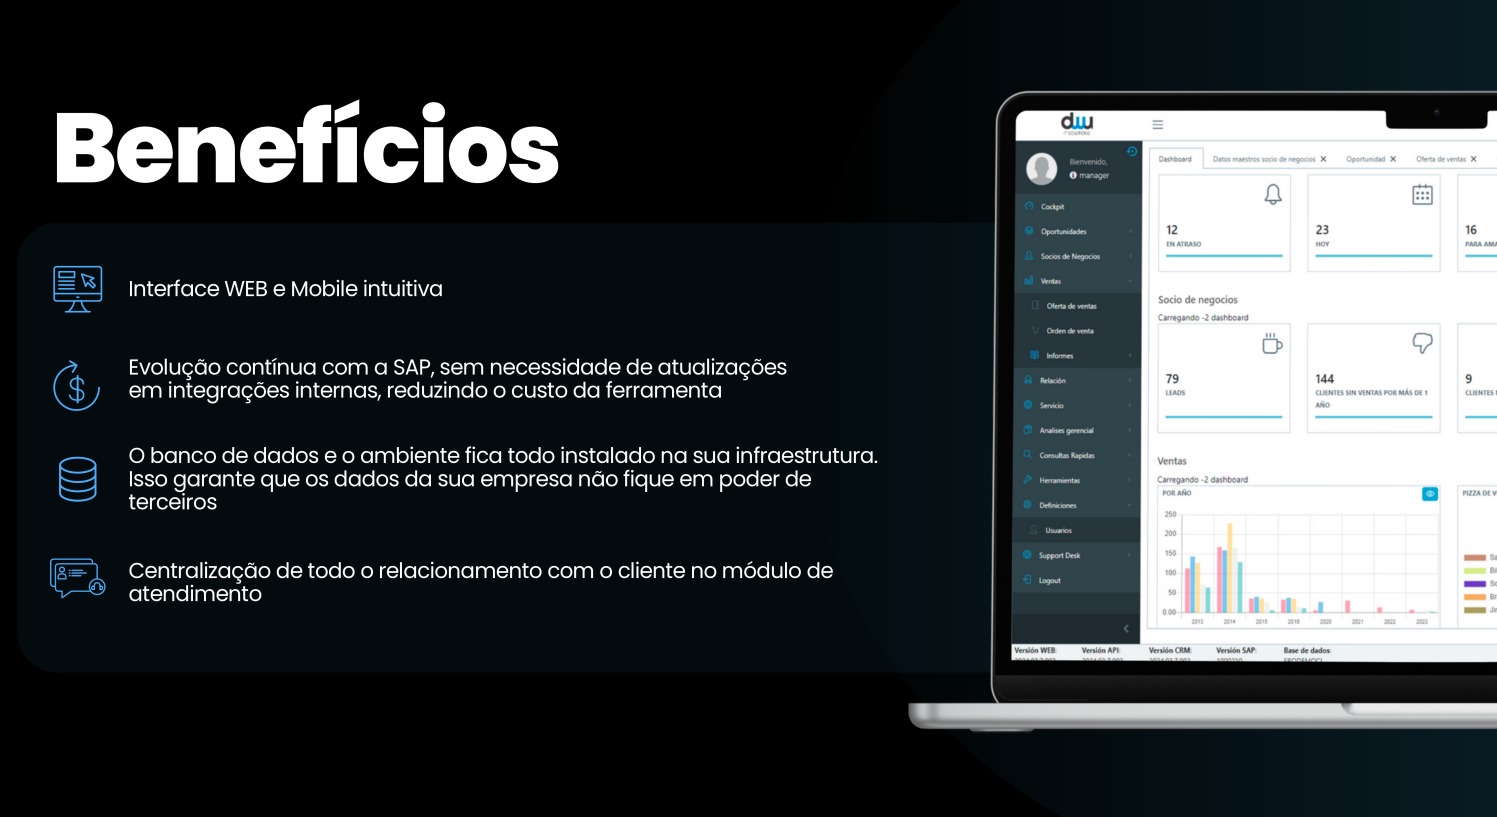 Benefícios
Interface WEB e Mobile intuitiva
Evolução contínua com a SAP, sem necessidade de atualizações
em integrações internas, reduzindo o custo da ferramenta
O banco de dados e o ambiente fica todo instalado na sua infraestrutura.
Isso garante que os dados da sua empresa não fique em poder de
terceiros
Centralização de todo o relacionamento com o cliente no módulo de
atendimento
dw
IT SOLUTIONS
Bienvenido,
manager
Cockpit
Oportunidades
Socios de Negocios
Ventas
Oferta de ventas
Orden de venta
Informes
Relación
Servicio
Analises gerencial
Consultas Rapidas
Herramientas
Definiciones
Usuarios
Support Desk
Logout
Dashboard
Datos maestros socio de negocios X
Oportunidad X
Oferta de ventas X
12
EN ATRASO
23
HOY
16
PARA AMA
Socio de negocios
Carregando -2 dashboard
79
LEADS
144
CLIENTES SIN VENTAS POR MÁS DE 1
AÑO
9
CLIENTES
Ventas
Carregando -2 dashboard
POR AÑO
250
200
150
100
50
0.00
2014
2020
2021
2022
2023
PIZZA DE V
Versión WEB:
Versión API:
Versión CRM:
Versión SAP:
Base de dados: